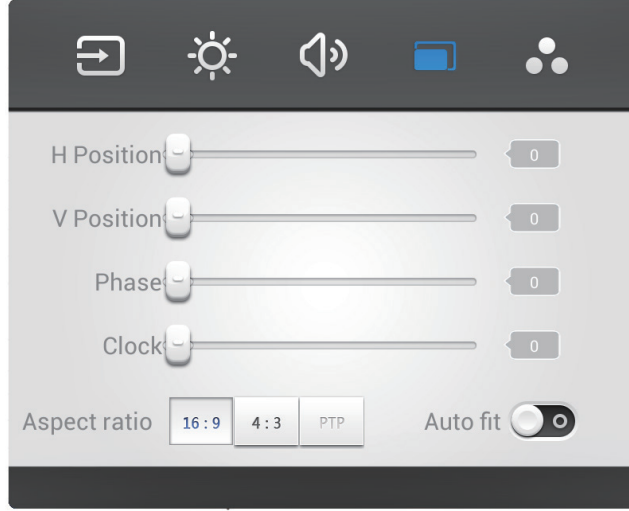 H Position 0
V Position 0
Phase 0
Clock 0
Aspect ratio 16 : 9 4 : 3 PTP Auto fit